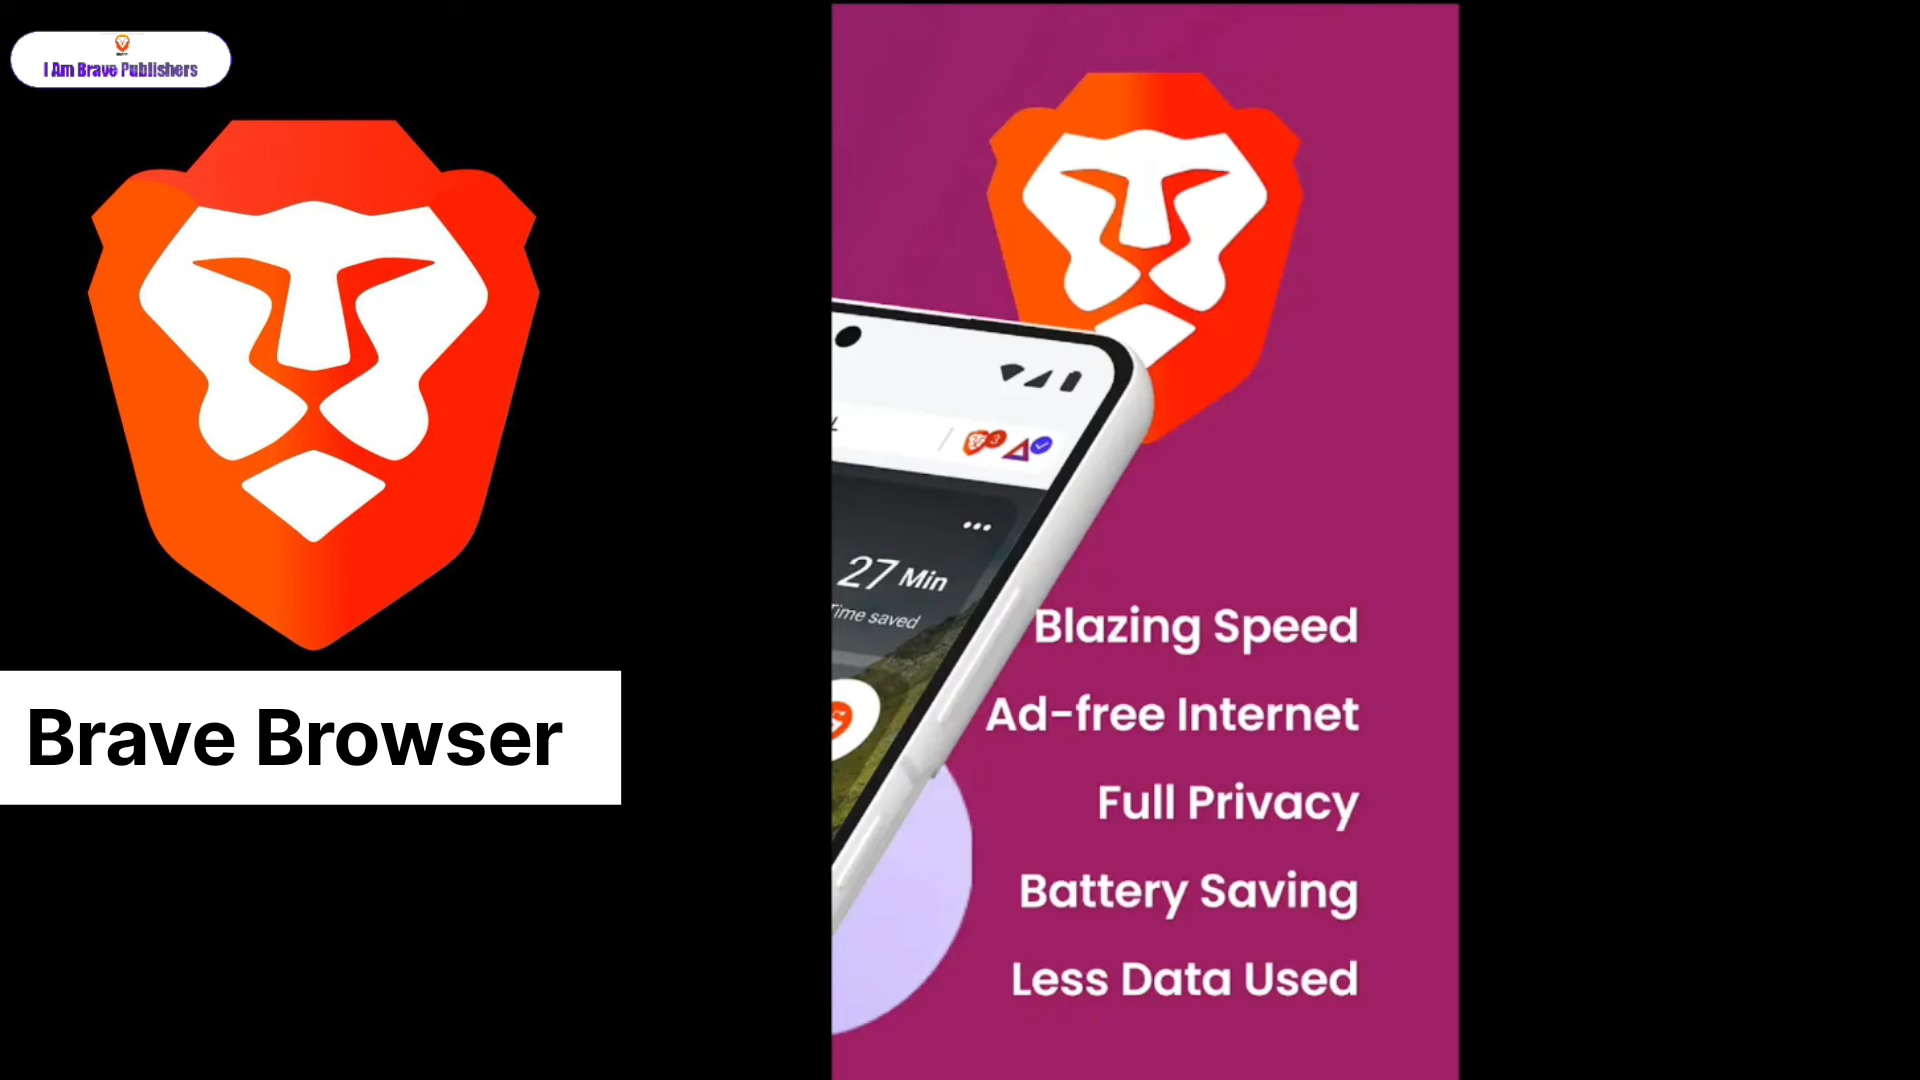 I Am Brave Publishers
Brave Browser
3
27 Min
Time saved
Blazing Speed
Ad-free Internet
Full Privacy
Battery Saving
Less Data Used